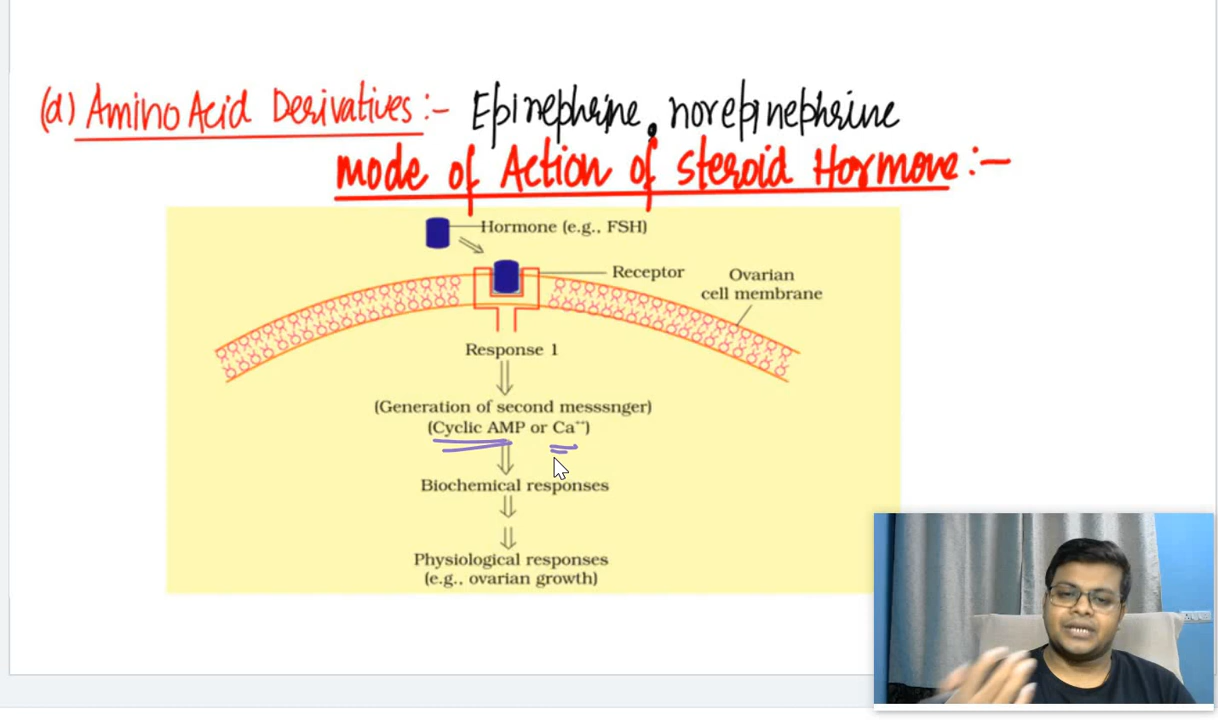 (d) Amino Acid Derivatives :- Epinephrine, norepinephrine
mode of Action of Steroid Hormone :-
Hormone (e.g., FSH)
Receptor
Ovarian
cell membrane
Response 1
(Generation of second messsnger)
(Cyclic AMP or Ca⁺⁺)
Biochemical responses
Physiological responses
(e.g., ovarian growth)